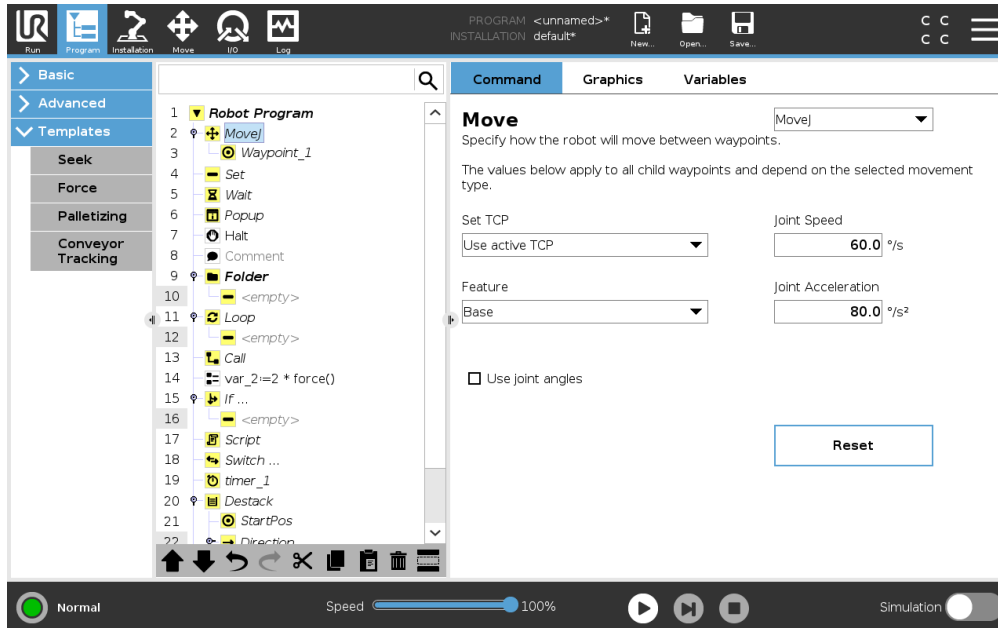 PROGRAM <unnamed>*
INSTALLATION default*
C C
C C
Run Program Installation Move I/O Log New... Open... Save...
Basic
Advanced
Templates
Seek
Force
Palletizing
Conveyor
Tracking
1 Robot Program
2 MoveJ
3 Waypoint_1
4 Set
5 Wait
6 Popup
7 Halt
8 Comment
9 Folder
10 <empty>
11 Loop
12 <empty>
13 Call
14 var_2:=2 * force()
15 If ...
16 <empty>
17 Script
18 Switch ...
19 timer_1
20 Destack
21 StartPos
22 Direction
Command Graphics Variables
Move
MoveJ
Specify how the robot will move between waypoints.
The values below apply to all child waypoints and depend on the selected movement
type.
Set TCP Joint Speed
Use active TCP 60.0 °/s
Feature Joint Acceleration
Base 80.0 °/s²
Use joint angles
Reset
Normal Speed 100% Simulation